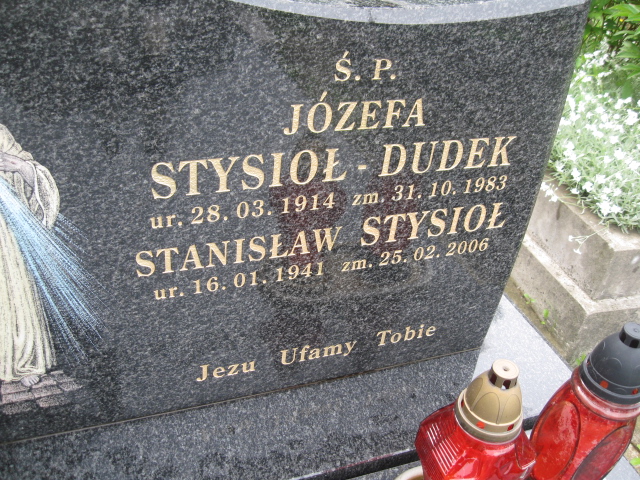 Ś. P.
JÓZEFA
STYSIOŁ - DUDEK
ur. 28. 03. 1914 zm. 31. 10. 1983
STANISŁAW STYSIOŁ
ur. 16. 01. 1941 zm. 25. 02. 2006
Jezu Ufamy Tobie